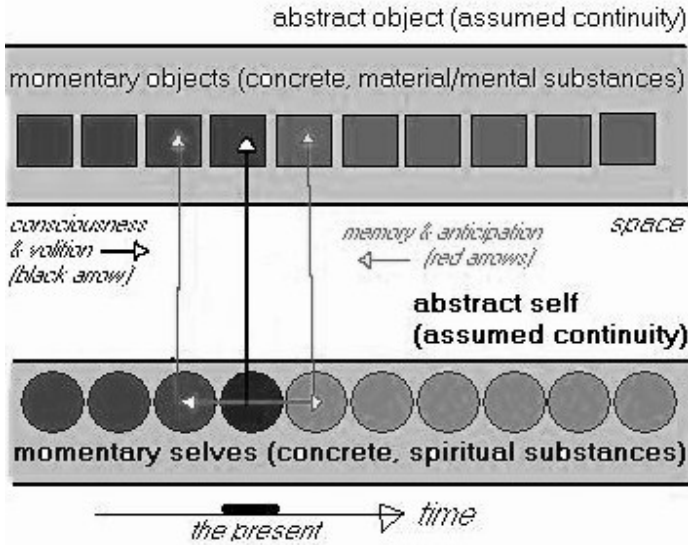 abstract object (assumed continuity)
momentary objects (concrete, material/mental substances)
consciousness
& volition
(black arrow)
memory & anticipation
(red arrows)
space
abstract self
(assumed continuity)
momentary selves (concrete, spiritual substances)
time
the present